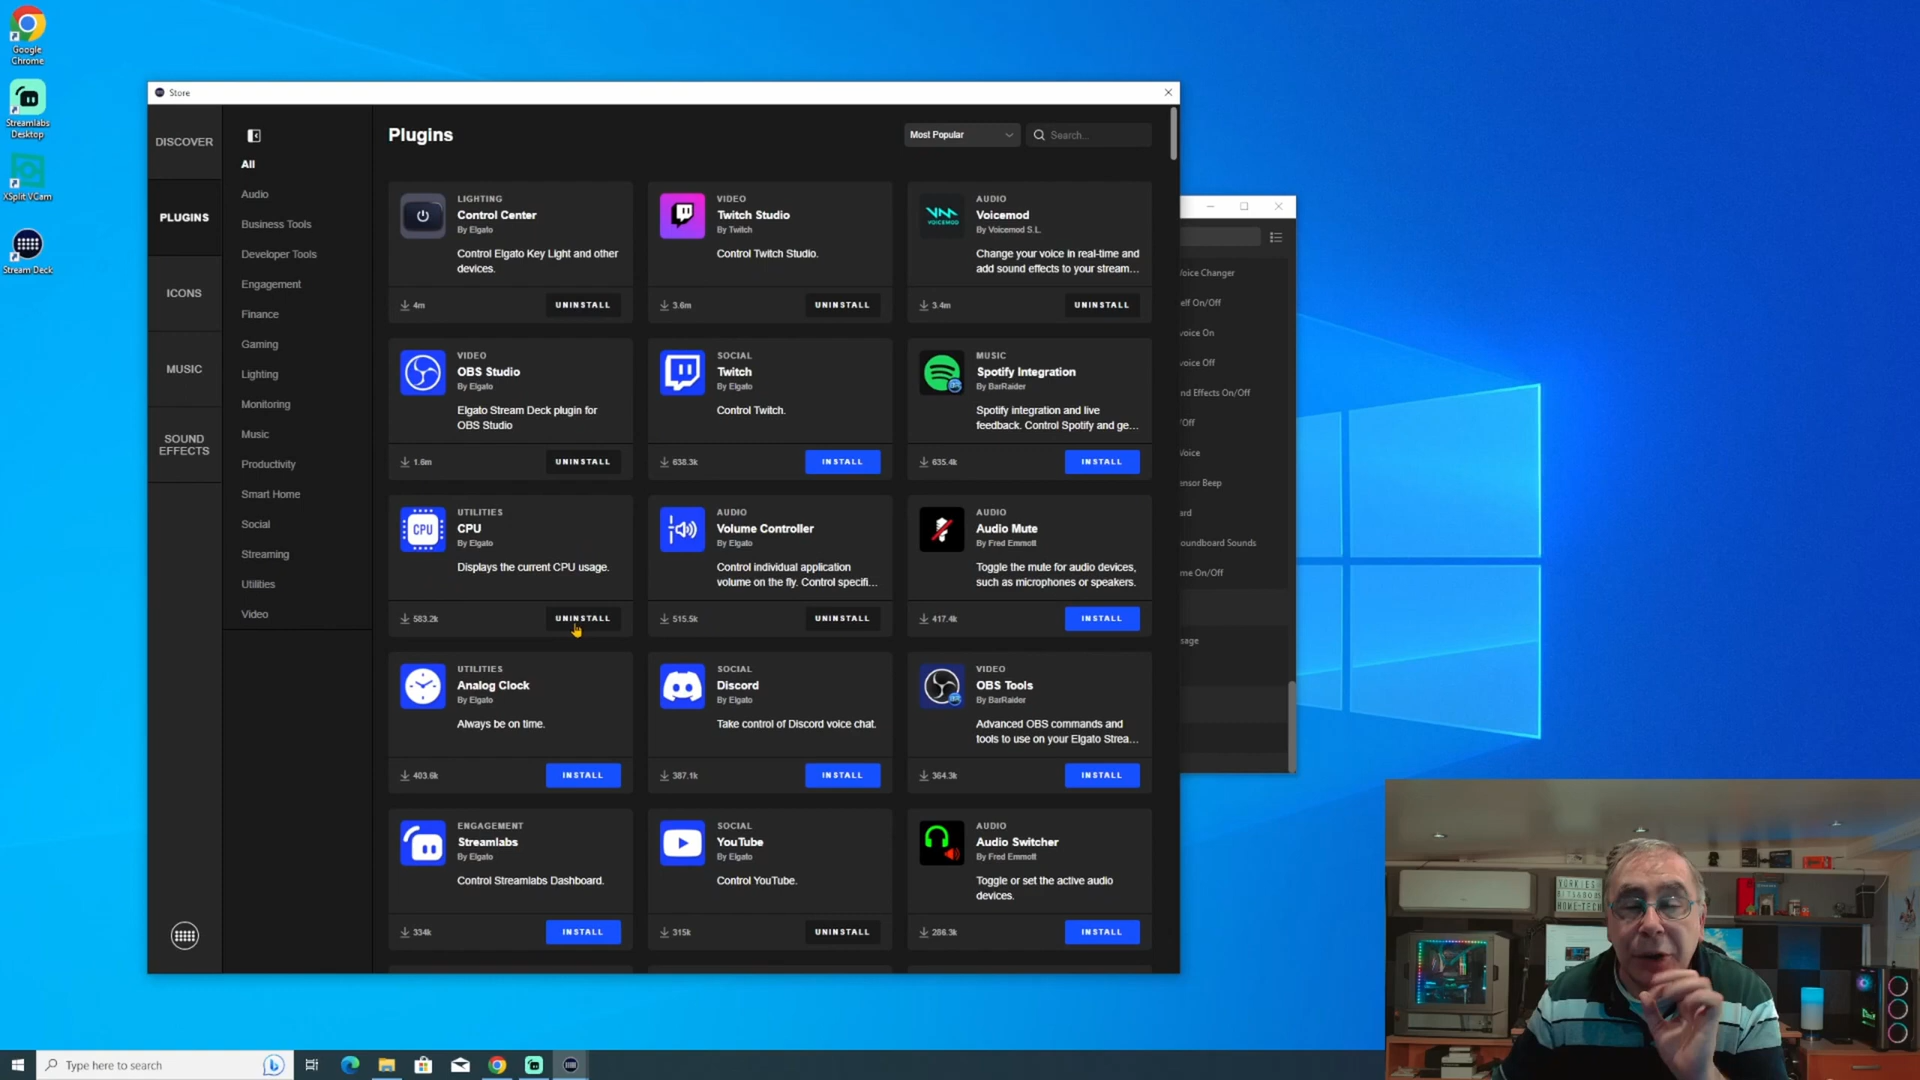 Google
Chrome
Streamlabs
Desktop
XSplit VCam
Stream Deck
Store
DISCOVER
PLUGINS
ICONS
MUSIC
SOUND
EFFECTS
All
Audio
Business Tools
Developer Tools
Engagement
Finance
Gaming
Lighting
Monitoring
Music
Productivity
Smart Home
Social
Streaming
Utilities
Video
Plugins
Most Popular
Search...
LIGHTING
Control Center
By Elgato
Control Elgato Key Light and other
devices.
4m
UNINSTALL
VIDEO
Twitch Studio
By Twitch
Control Twitch Studio.
3.6m
UNINSTALL
VOICEMOD
AUDIO
Voicemod
By Voicemod S.L.
Change your voice in real-time and
add sound effects to your stream...
3.4m
UNINSTALL
VIDEO
OBS Studio
By Elgato
Elgato Stream Deck plugin for
OBS Studio
1.6m
UNINSTALL
SOCIAL
Twitch
By Elgato
Control Twitch.
638.3k
INSTALL
MUSIC
Spotify Integration
By BarRaider
Spotify integration and live
feedback. Control Spotify and ge...
635.4k
INSTALL
CPU
UTILITIES
CPU
By Elgato
Displays the current CPU usage.
583.2k
UNINSTALL
AUDIO
Volume Controller
By Elgato
Control individual application
volume on the fly. Control specifi...
515.5k
UNINSTALL
AUDIO
Audio Mute
By Fred Emmott
Toggle the mute for audio devices,
such as microphones or speakers.
417.4k
INSTALL
UTILITIES
Analog Clock
By Elgato
Always be on time.
403.6k
INSTALL
SOCIAL
Discord
By Elgato
Take control of Discord voice chat.
387.1k
INSTALL
VIDEO
OBS Tools
By BarRaider
Advanced OBS commands and
tools to use on your Elgato Strea...
364.3k
INSTALL
ENGAGEMENT
Streamlabs
By Elgato
Control Streamlabs Dashboard.
334k
INSTALL
SOCIAL
YouTube
By Elgato
Control YouTube.
315k
UNINSTALL
AUDIO
Audio Switcher
By Fred Emmott
Toggle or set the active audio
devices.
286.3k
INSTALL
Voice Changer
elf On/Off
voice On
voice Off
nd Effects On/Off
/Off
Voice
ensor Beep
ard
oundboard Sounds
me On/Off
sage
YORKIES
BITS&BOBS
HOME-TECH
Type here to search